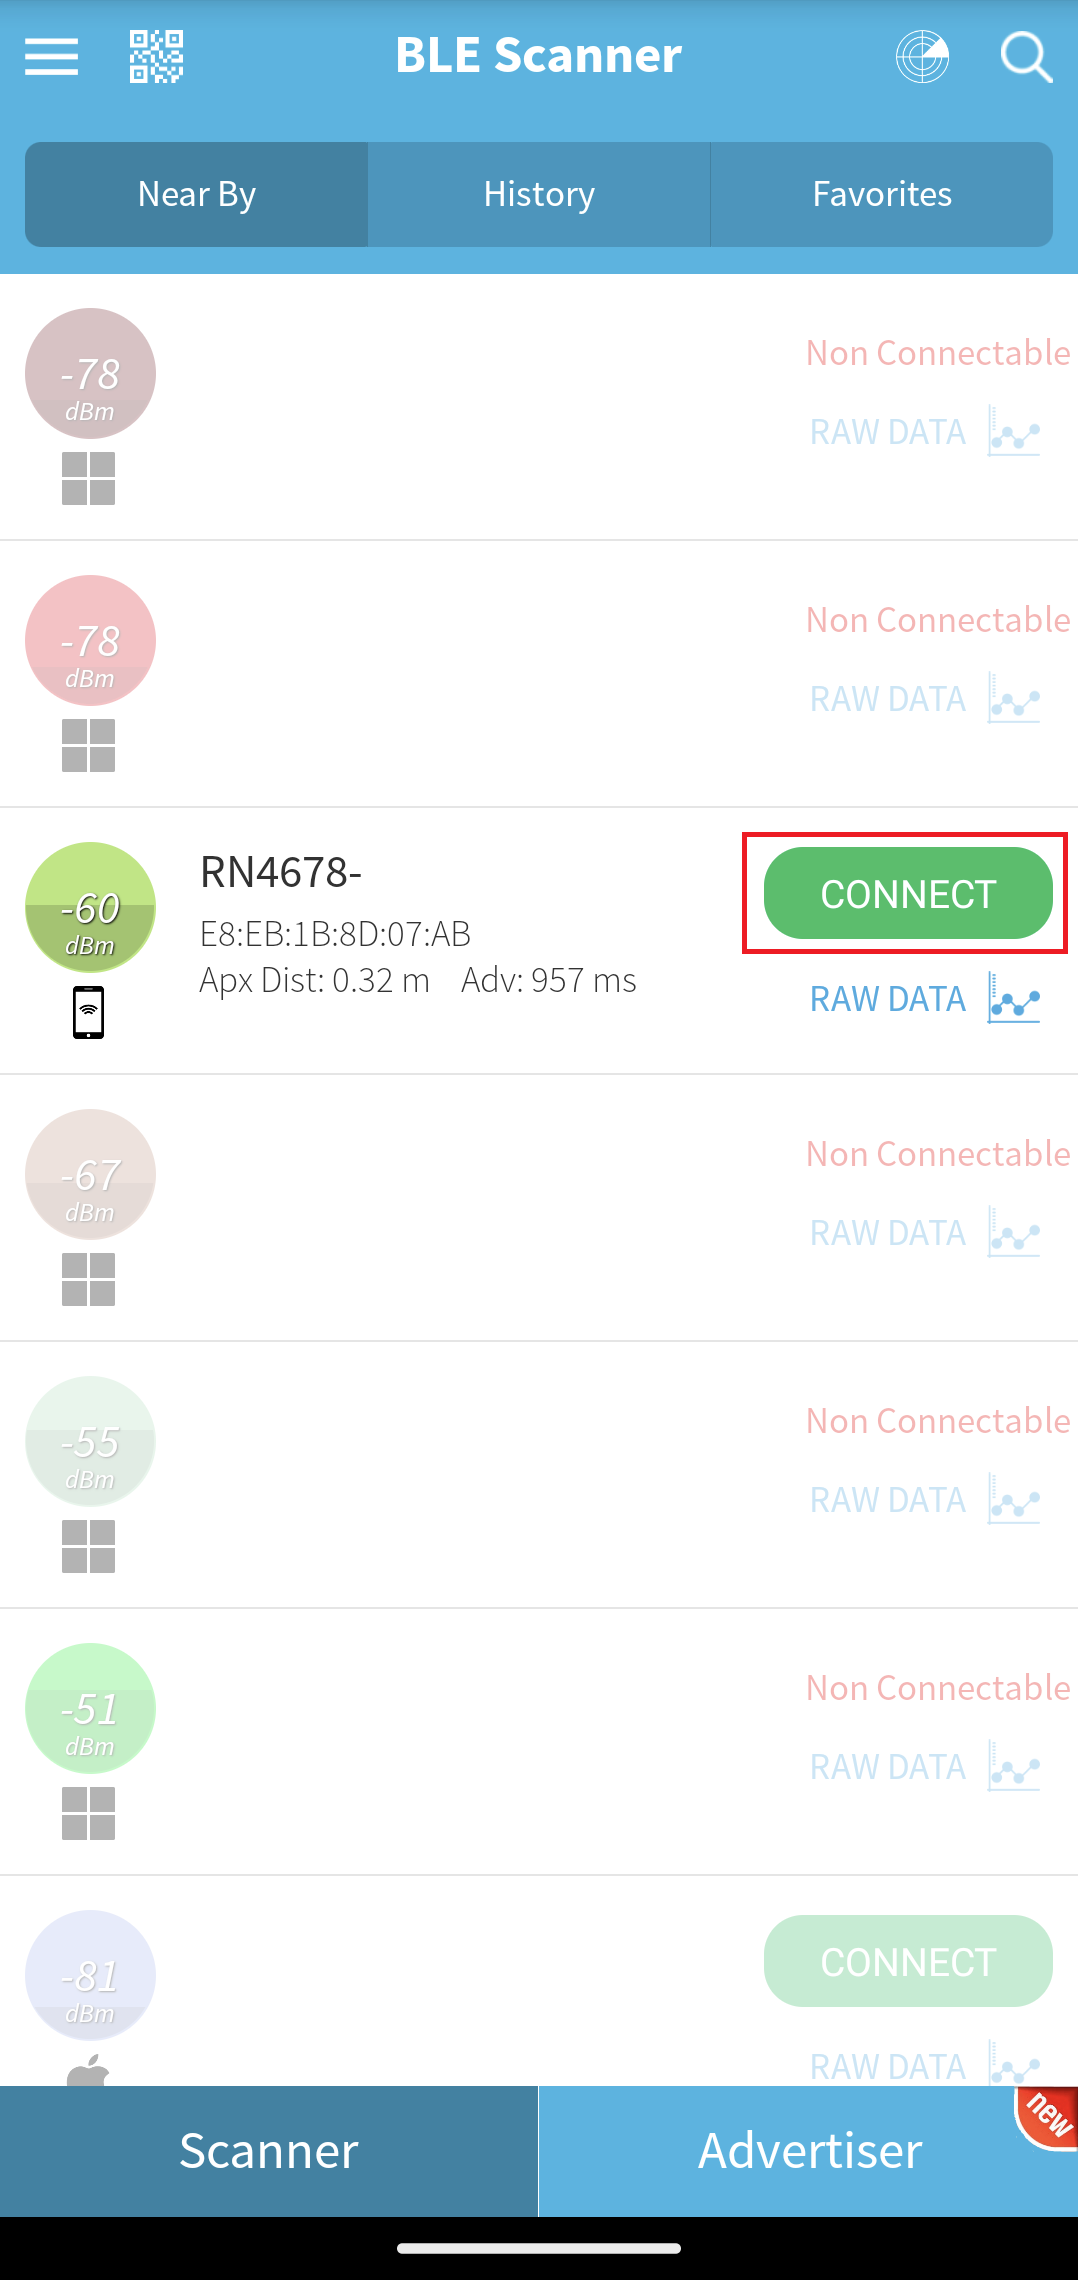 BLE Scanner
Near By
History
Favorites
-78
dBm
Non Connectable
RAW DATA
-78
dBm
Non Connectable
RAW DATA
-60
dBm
RN4678-
E8:EB:1B:8D:07:AB
Apx Dist: 0.32 m Adv: 957 ms
CONNECT
RAW DATA
-67
dBm
Non Connectable
RAW DATA
-55
dBm
Non Connectable
RAW DATA
-51
dBm
Non Connectable
RAW DATA
-81
dBm
CONNECT
RAW DATA
Scanner
Advertiser
new